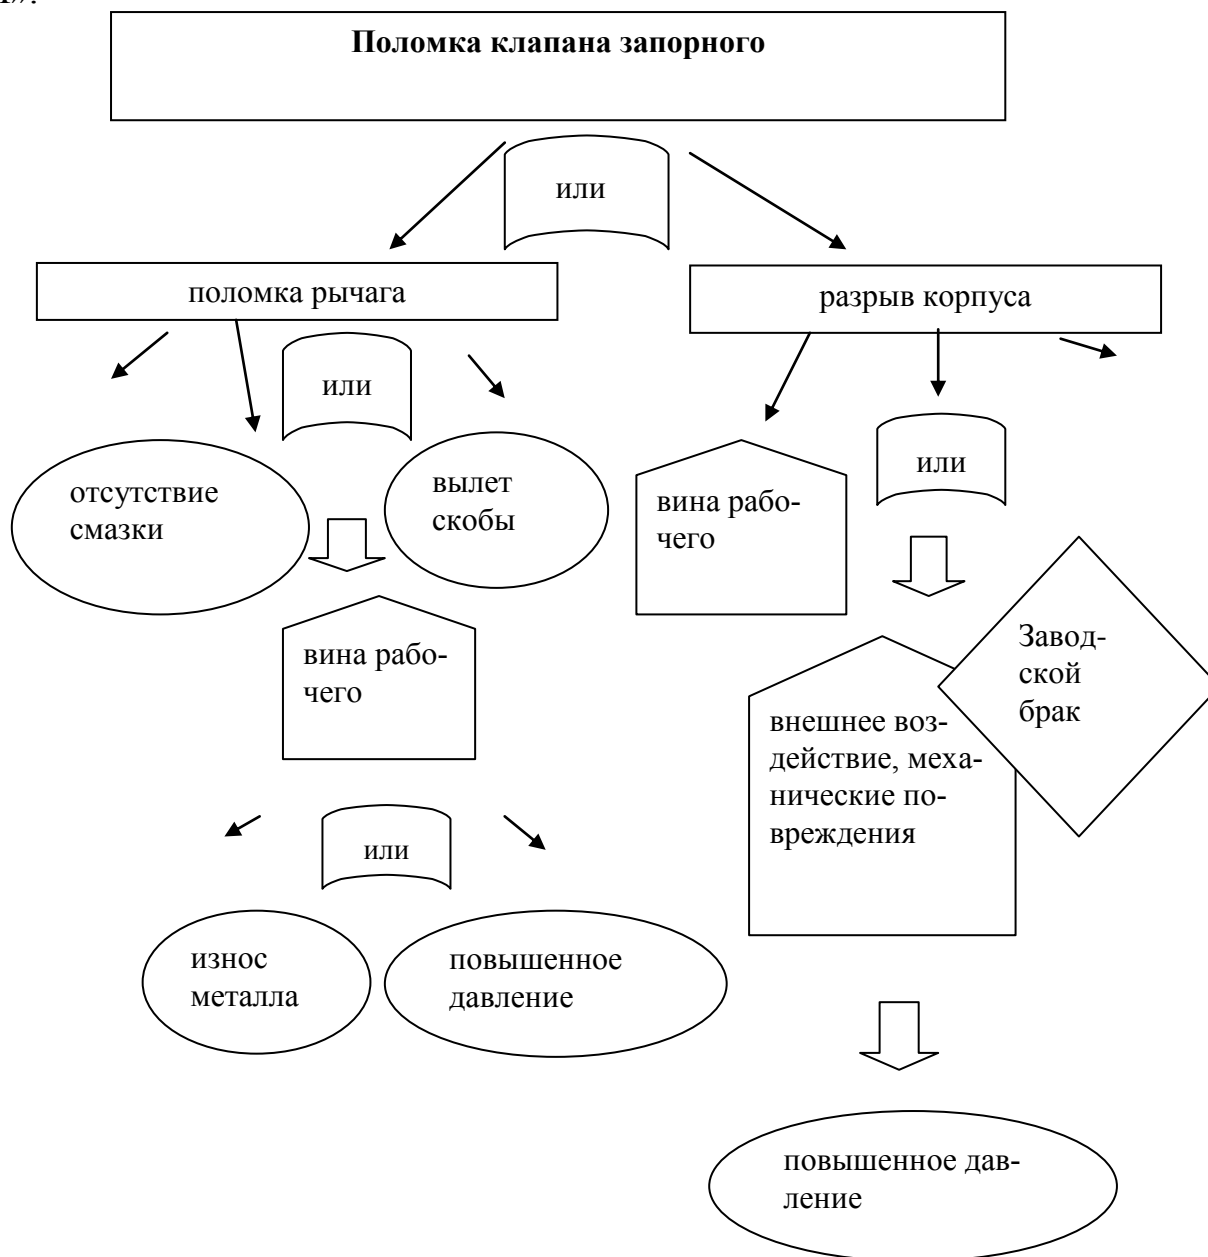 Поломка клапана запорного
или
поломка рычага
разрыв корпуса
или
или
отсутствие
смазки
вылет
скобы
вина рабо-
чего
вина рабо-
чего
Завод-
ской
брак
внешнее воз-
действие, меха-
нические по-
вреждения
или
износ
металла
повышенное
давление
повышенное дав-
ление